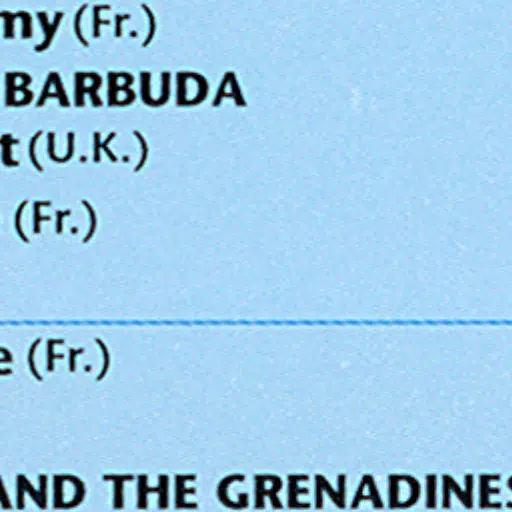 my (Fr.)
BARBUDA
t (U.K.)
(Fr.)
e (Fr.)
AND THE GRENADINES